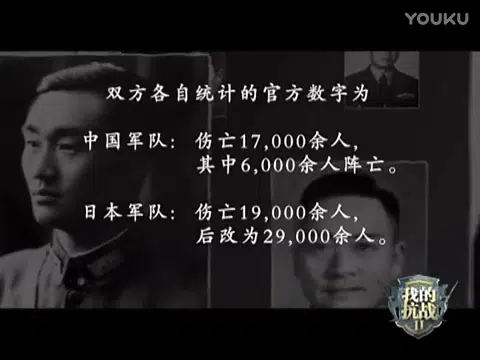 YOUKU
双方各自统计的官方数字为
中国军队： 伤亡17,000余人，
其中6,000余人阵亡。
日本军队： 伤亡19,000余人，
后改为29,000余人。
我的
抗战
II